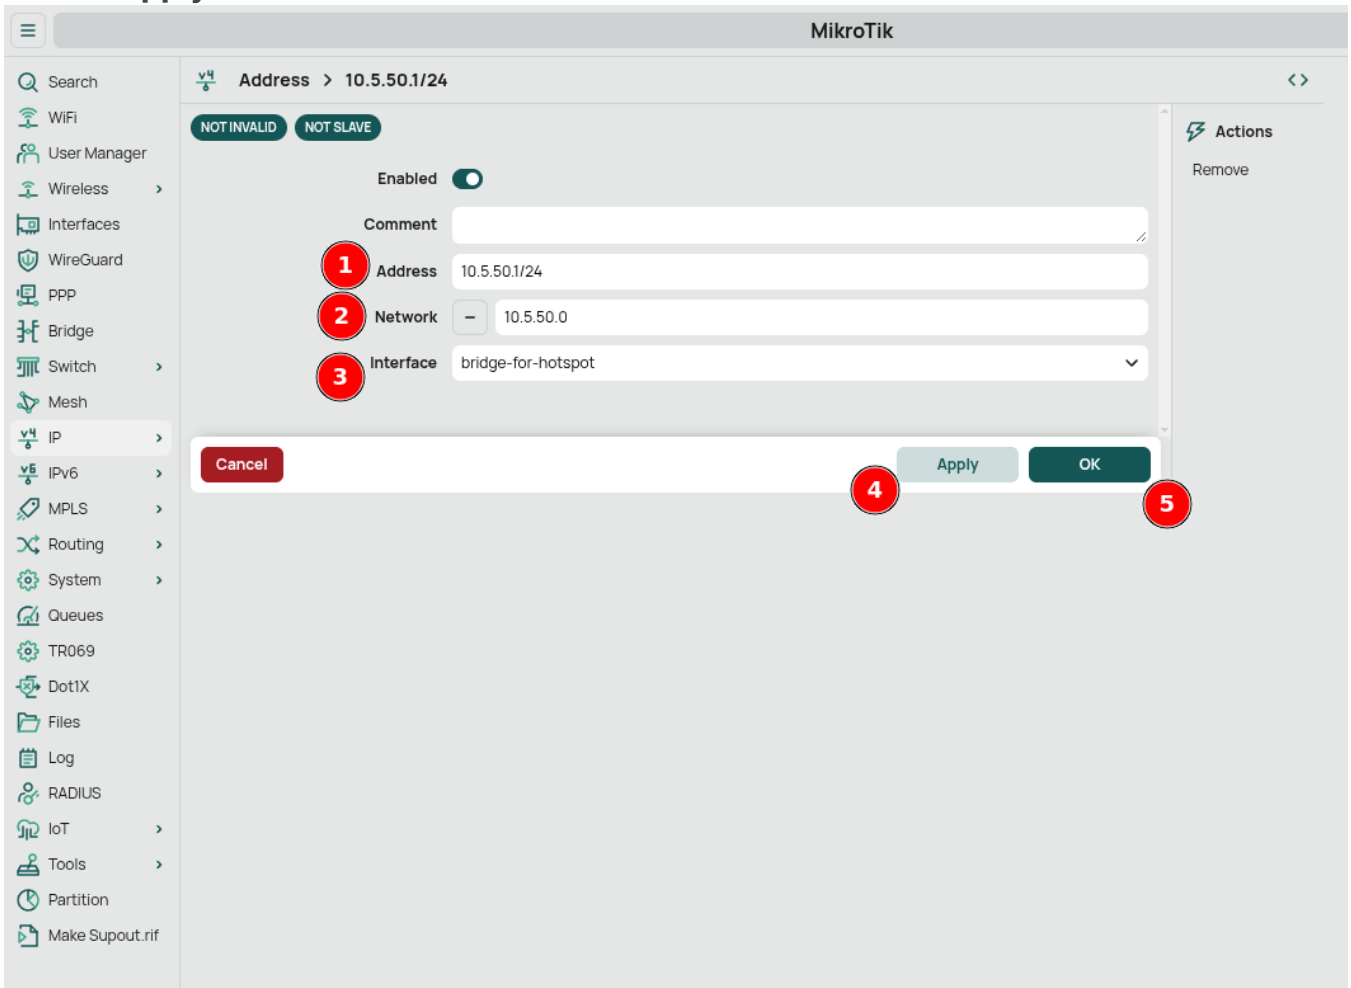 MikroTik
Search
WiFi
User Manager
Wireless
Interfaces
WireGuard
PPP
Bridge
Switch
Mesh
IP
IPv6
MPLS
Routing
System
Queues
TR069
Dot1X
Files
Log
RADIUS
IoT
Tools
Partition
Make Supout.rif
v4 Address > 10.5.50.1/24 <>
NOT INVALID NOT SLAVE
Enabled
Comment
1 Address 10.5.50.1/24
2 Network – 10.5.50.0
3 Interface bridge-for-hotspot
Cancel Apply OK
4 5
Actions
Remove